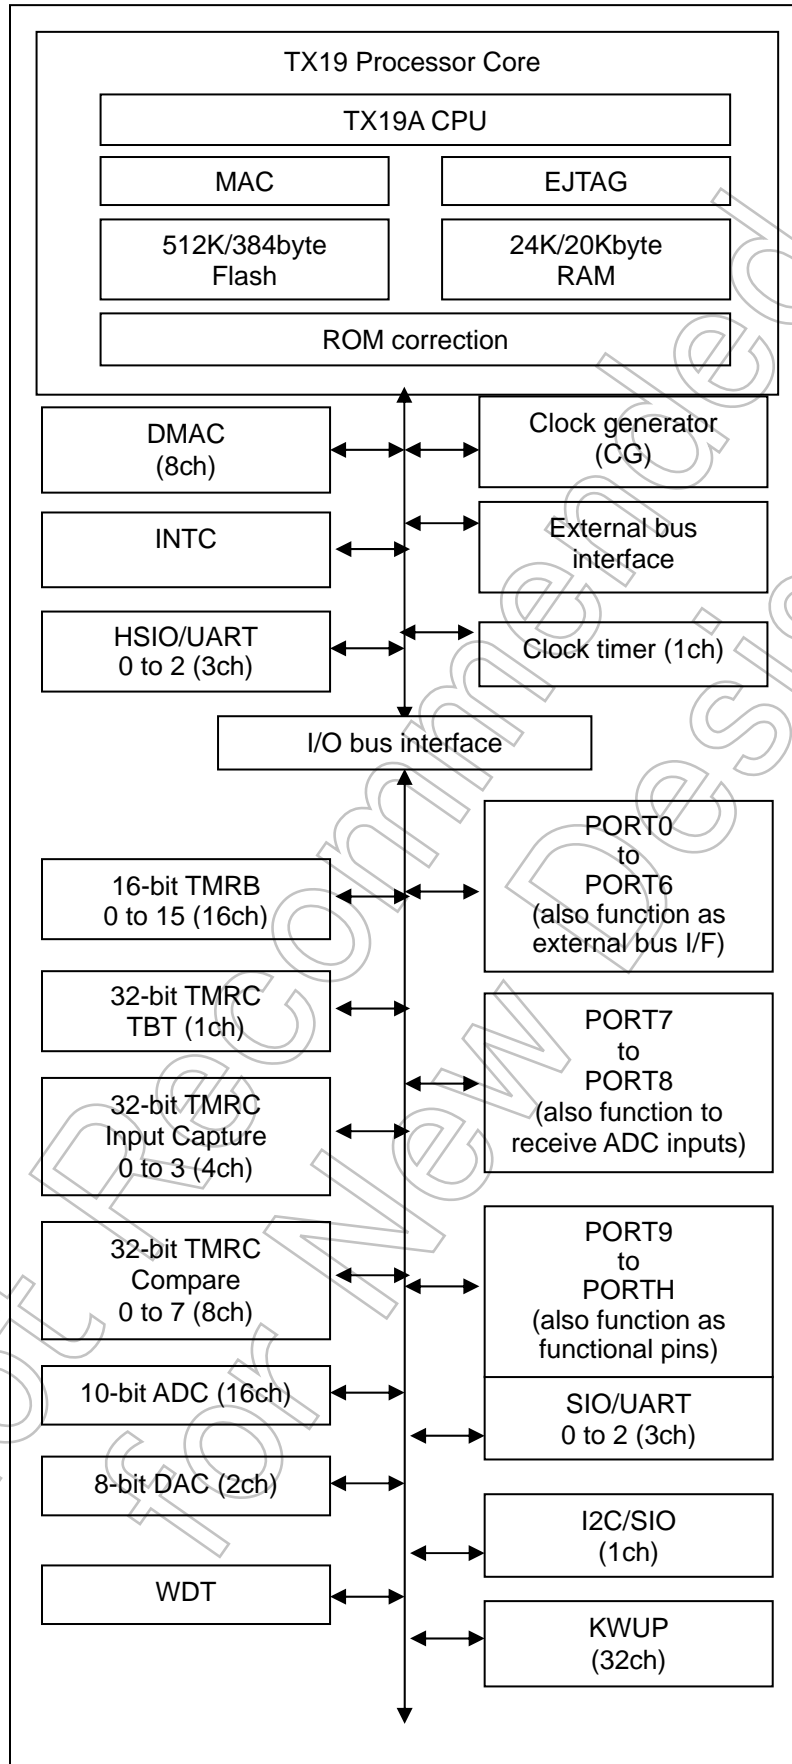 TX19 Processor Core
TX19A CPU
MAC
EJTAG
512K/384byte
Flash
24K/20Kbyte
RAM
ROM correction
DMAC
(8ch)
Clock generator
(CG)
INTC
External bus
interface
HSIO/UART
0 to 2 (3ch)
Clock timer (1ch)
I/O bus interface
16-bit TMRB
0 to 15 (16ch)
PORT0
to
PORT6
(also function as
external bus I/F)
32-bit TMRC
TBT (1ch)
PORT7
to
PORT8
(also function to
receive ADC inputs)
32-bit TMRC
Input Capture
0 to 3 (4ch)
32-bit TMRC
Compare
0 to 7 (8ch)
PORT9
to
PORTH
(also function as
functional pins)
10-bit ADC (16ch)
SIO/UART
0 to 2 (3ch)
8-bit DAC (2ch)
I2C/SIO
(1ch)
WDT
KWUP
(32ch)
Not Recommended
for New Design